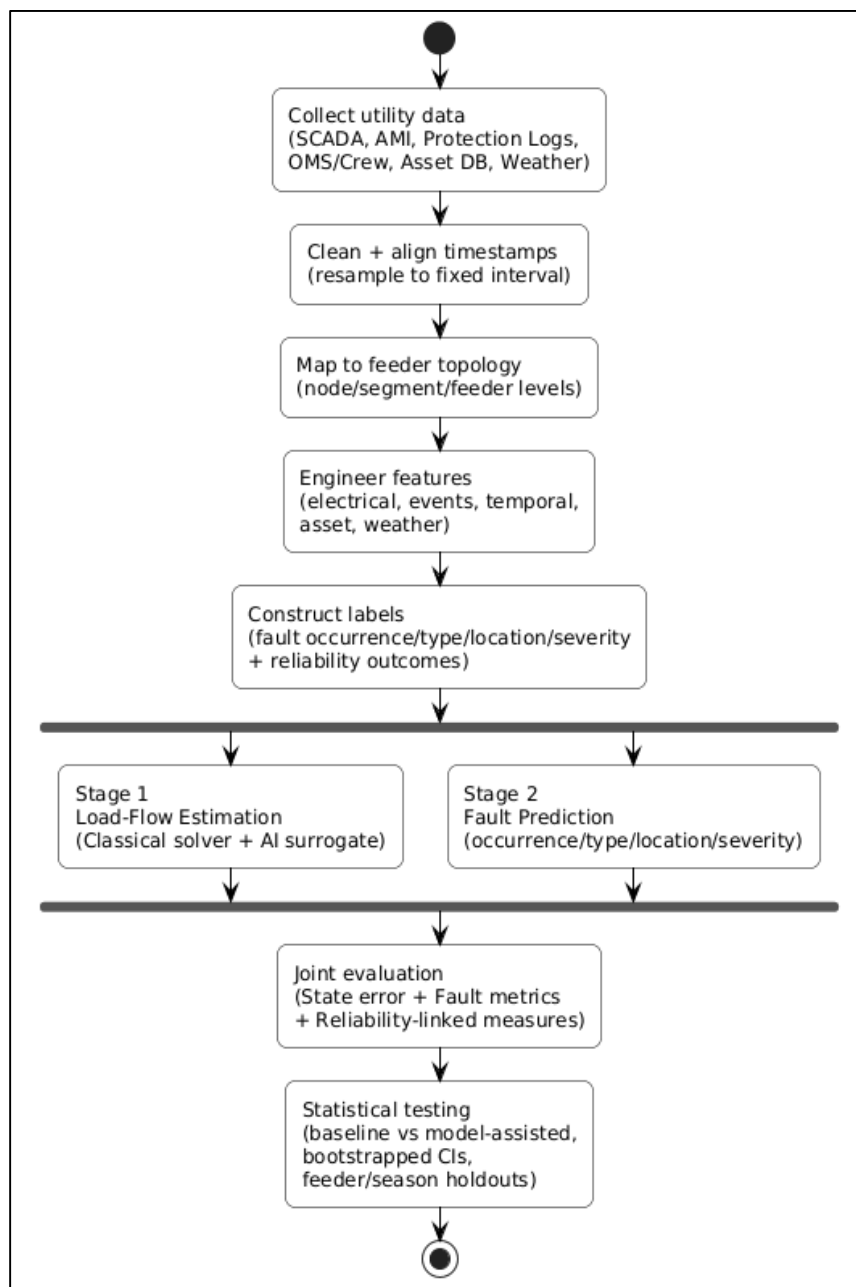 Collect utility data
(SCADA, AMI, Protection Logs,
OMS/Crew, Asset DB, Weather)
Clean + align timestamps
(resample to fixed interval)
Map to feeder topology
(node/segment/feeder levels)
Engineer features
(electrical, events, temporal,
asset, weather)
Construct labels
(fault occurrence/type/location/severity
+ reliability outcomes)
Stage 1
Load-Flow Estimation
(Classical solver + AI surrogate)
Stage 2
Fault Prediction
(occurrence/type/location/severity)
Joint evaluation
(State error + Fault metrics
+ Reliability-linked measures)
Statistical testing
(baseline vs model-assisted,
bootstrapped CIs,
feeder/season holdouts)